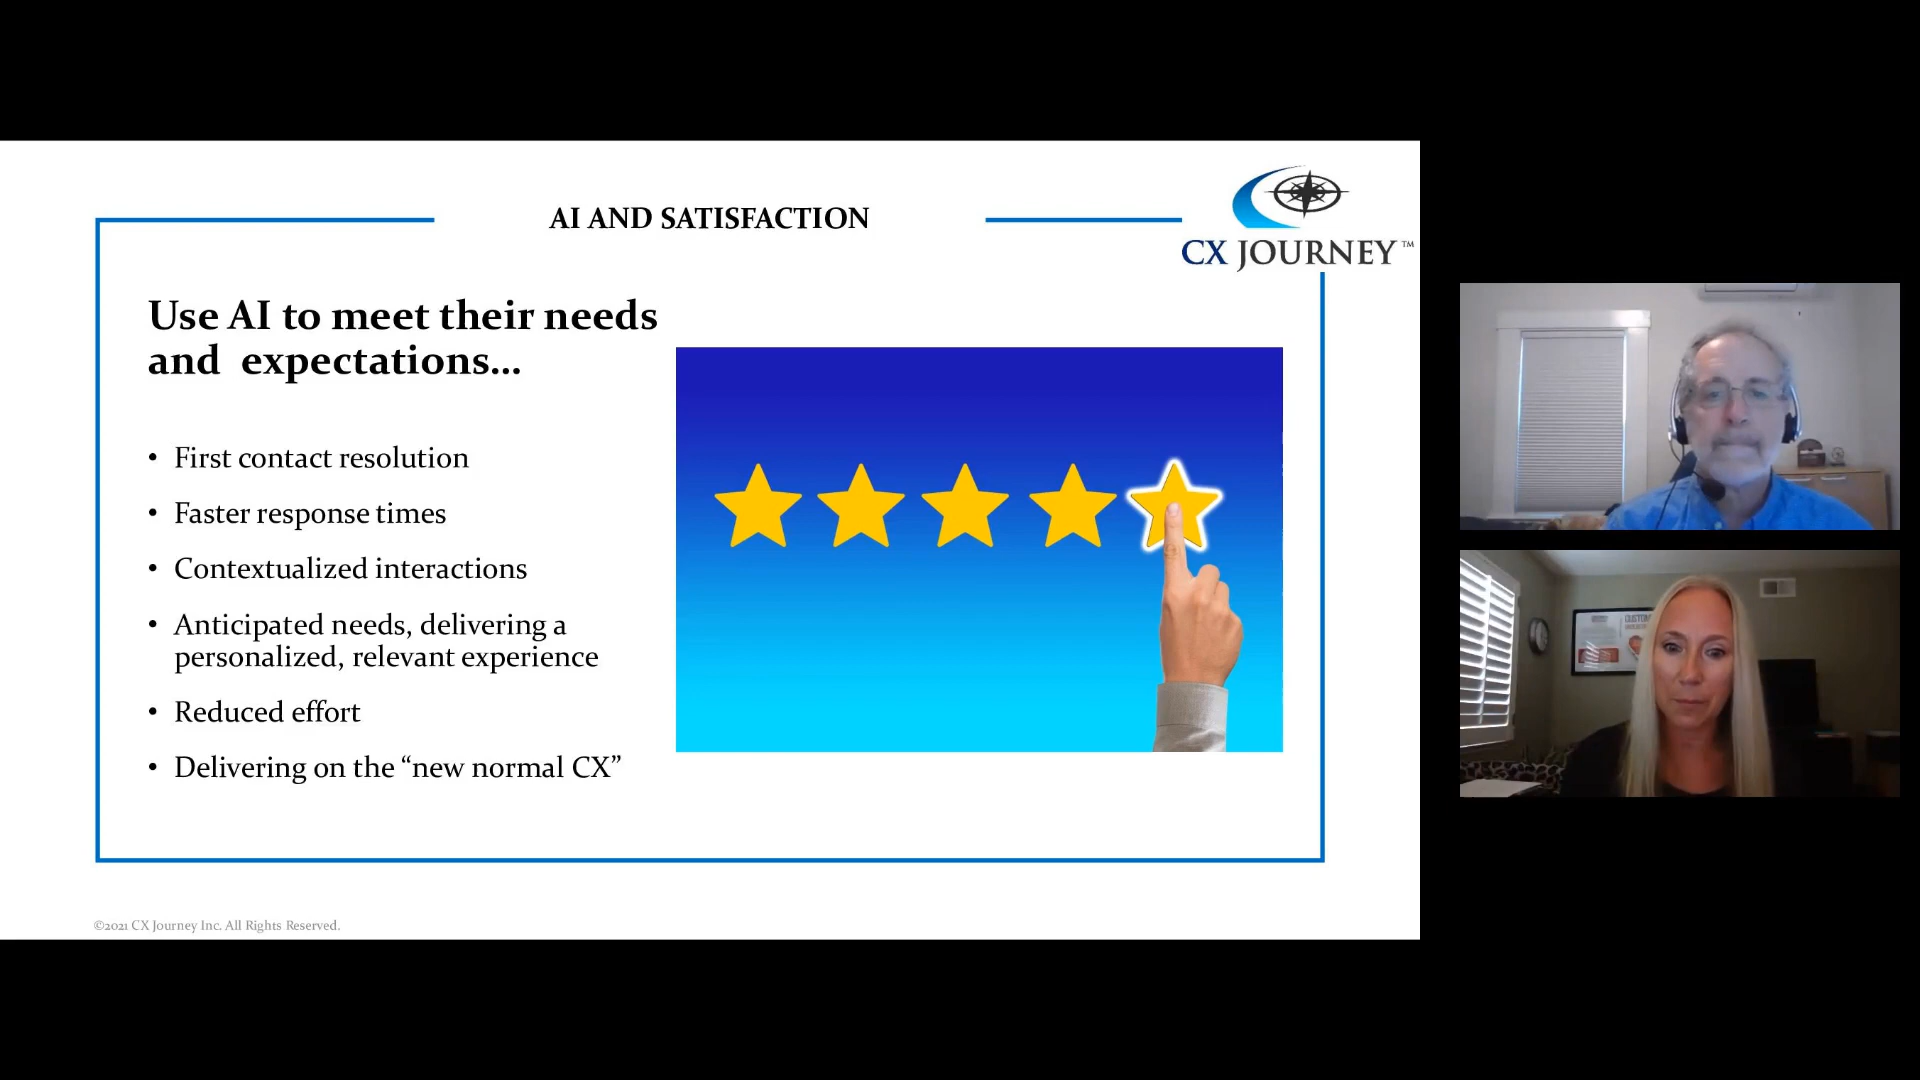 AI AND SATISFACTION
CX JOURNEY™
Use AI to meet their needs
and expectations...
• First contact resolution
• Faster response times
• Contextualized interactions
• Anticipated needs, delivering a
personalized, relevant experience
• Reduced effort
• Delivering on the “new normal CX”
©2021 CX Journey Inc. All Rights Reserved.